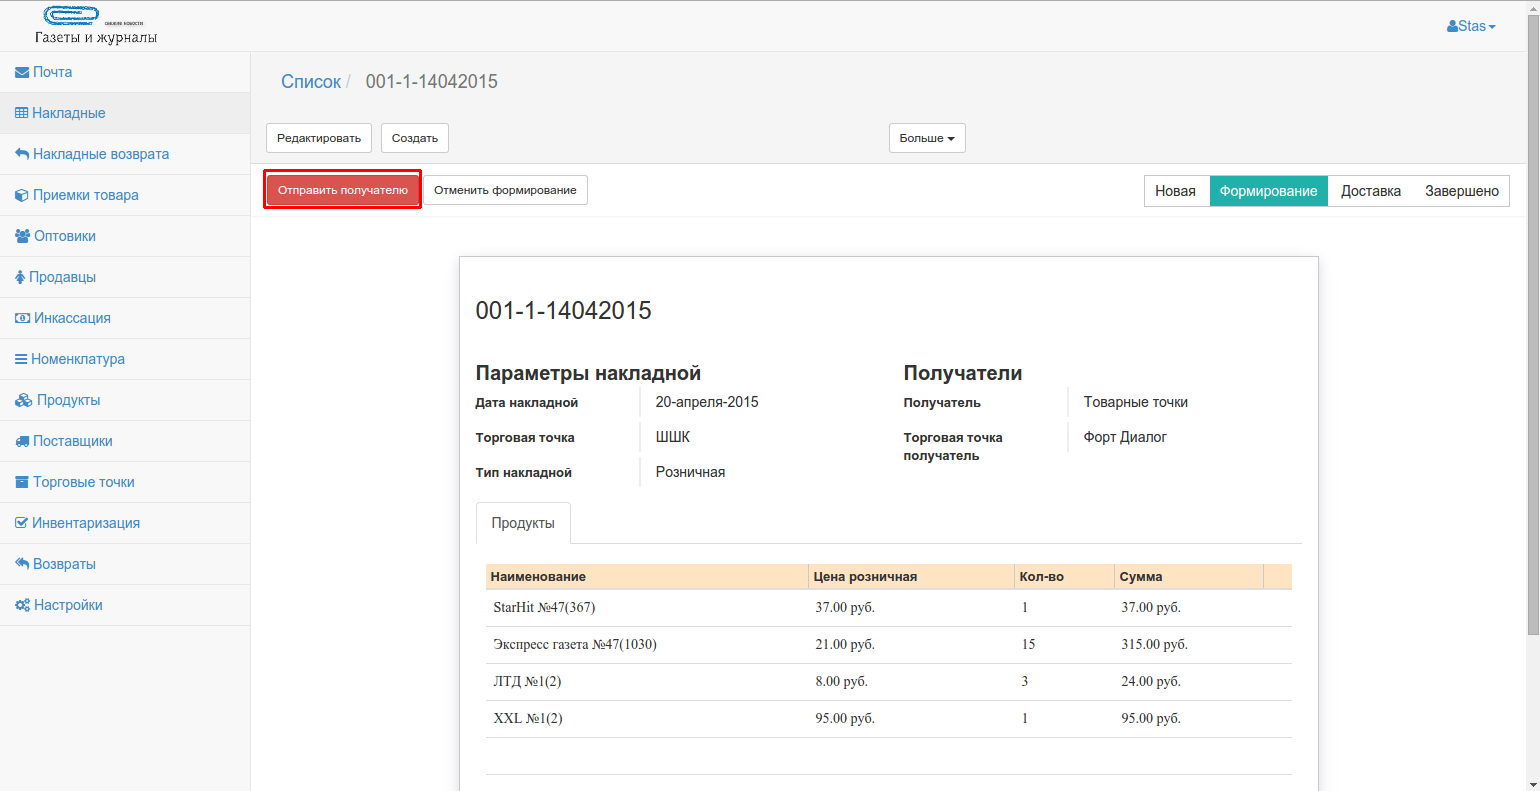 СВЕЖИЕ НОВОСТИ
Газеты и журналы
Stas
Почта
Накладные
Накладные возврата
Приемки товара
Оптовики
Продавцы
Инкассация
Номенклатура
Продукты
Поставщики
Торговые точки
Инвентаризация
Возвраты
Настройки
Список / 001-1-14042015
Редактировать Создать Больше
Отправить получателю Отменить формирование Новая Формирование Доставка Завершено
001-1-14042015
Параметры накладной
Дата накладной 20-апреля-2015
Торговая точка ШШК
Тип накладной Розничная
Получатели
Получатель Товарные точки
Торговая точка Форт Диалог
получатель
Продукты
Наименование Цена розничная Кол-во Сумма
StarHit №47(367) 37.00 руб. 1 37.00 руб.
Экспресс газета №47(1030) 21.00 руб. 15 315.00 руб.
ЛТД №1(2) 8.00 руб. 3 24.00 руб.
XXL №1(2) 95.00 руб. 1 95.00 руб.